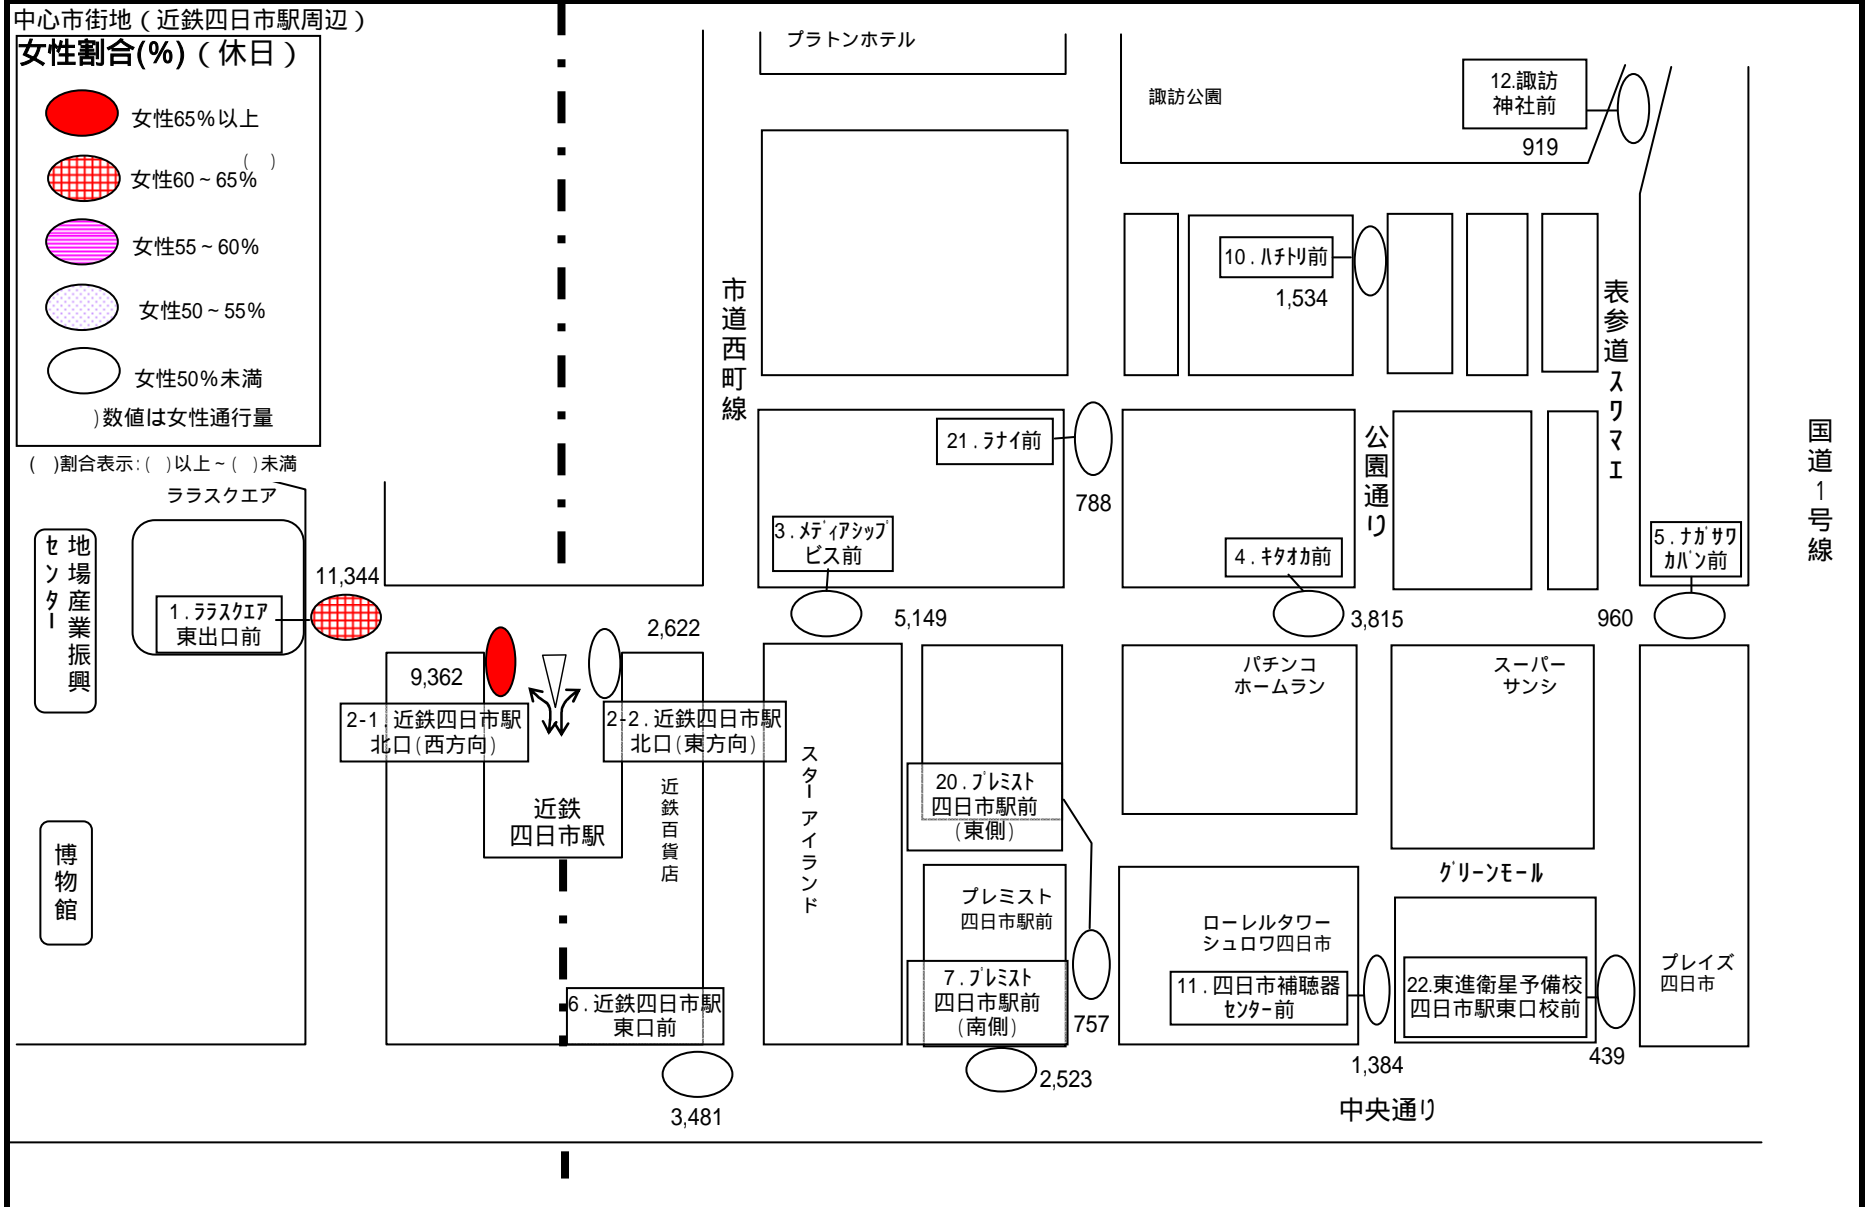 中心市街地（近鉄四日市駅周辺）
女性割合(%)（休日）
女性65%以上
( )
女性60～65%
女性55～60%
女性50～55%
女性50%未満
)数値は女性通行量
( )割合表示:( )以上～( )未満
ララスクエア
地場産業振興
センター
博物館
11,344
1.ﾗﾗｽｸｴｱ
東出口前
9,362
2-1.近鉄四日市駅
北口(西方向)
2,622
2-2.近鉄四日市駅
北口(東方向)
近鉄
四日市駅
近鉄百貨店
6.近鉄四日市駅
東口前
3,481
市道西町線
プラトンホテル
諏訪公園
12.諏訪
神社前
919
10.ﾊﾁﾄﾘ前
1,534
表参道ｽﾜﾏｴ
国道1号線
21.ﾗﾅｲ前
788
公園通り
3.ﾒﾃﾞｨｱｼｯﾌﾟ
ビス前
5,149
4.ｷﾀｵｶ前
3,815
5.ﾅｶﾞｻﾜ
ｶﾊﾞﾝ前
960
スターアイランド
パチンコ
ホームラン
スーパー
サンシ
20.ﾌﾟﾚﾐｽﾄ
四日市駅前
(東側)
プレミスト
四日市駅前
7.ﾌﾟﾚﾐｽﾄ
四日市駅前
(南側)
757
2,523
ｸﾞﾘｰﾝﾓｰﾙ
ローレルタワー
シュロワ四日市
11.四日市補聴器
ｾﾝﾀｰ前
1,384
22.東進衛星予備校
四日市駅東口校前
439
プレイズ
四日市
中央通り